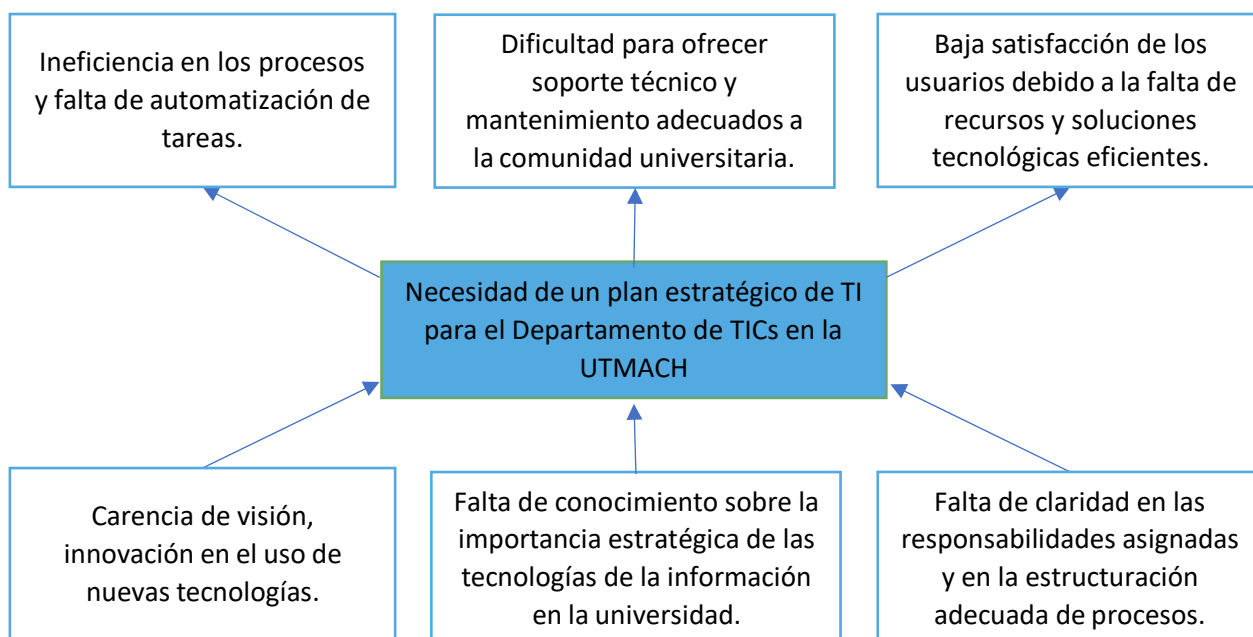 Ineficiencia en los procesos
y falta de automatización de
tareas.
Dificultad para ofrecer
soporte técnico y
mantenimiento adecuados a
la comunidad universitaria.
Baja satisfacción de los
usuarios debido a la falta de
recursos y soluciones
tecnológicas eficientes.
Necesidad de un plan estratégico de TI
para el Departamento de TICs en la
UTMACH
Carencia de visión,
innovación en el uso de
nuevas tecnologías.
Falta de conocimiento sobre la
importancia estratégica de las
tecnologías de la información
en la universidad.
Falta de claridad en las
responsabilidades asignadas
y en la estructuración
adecuada de procesos.